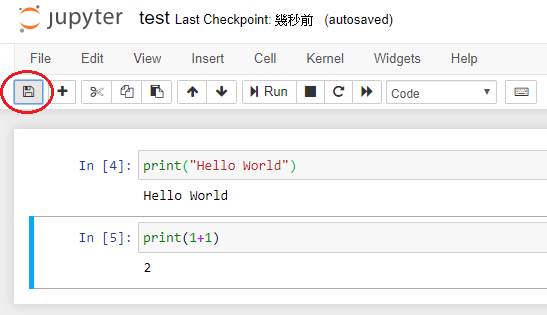 jupyter test Last Checkpoint: 幾秒前 (autosaved)
File Edit View Insert Cell Kernel Widgets Help
Run Code
In [4]: print("Hello World")
Hello World
In [5]: print(1+1)
2